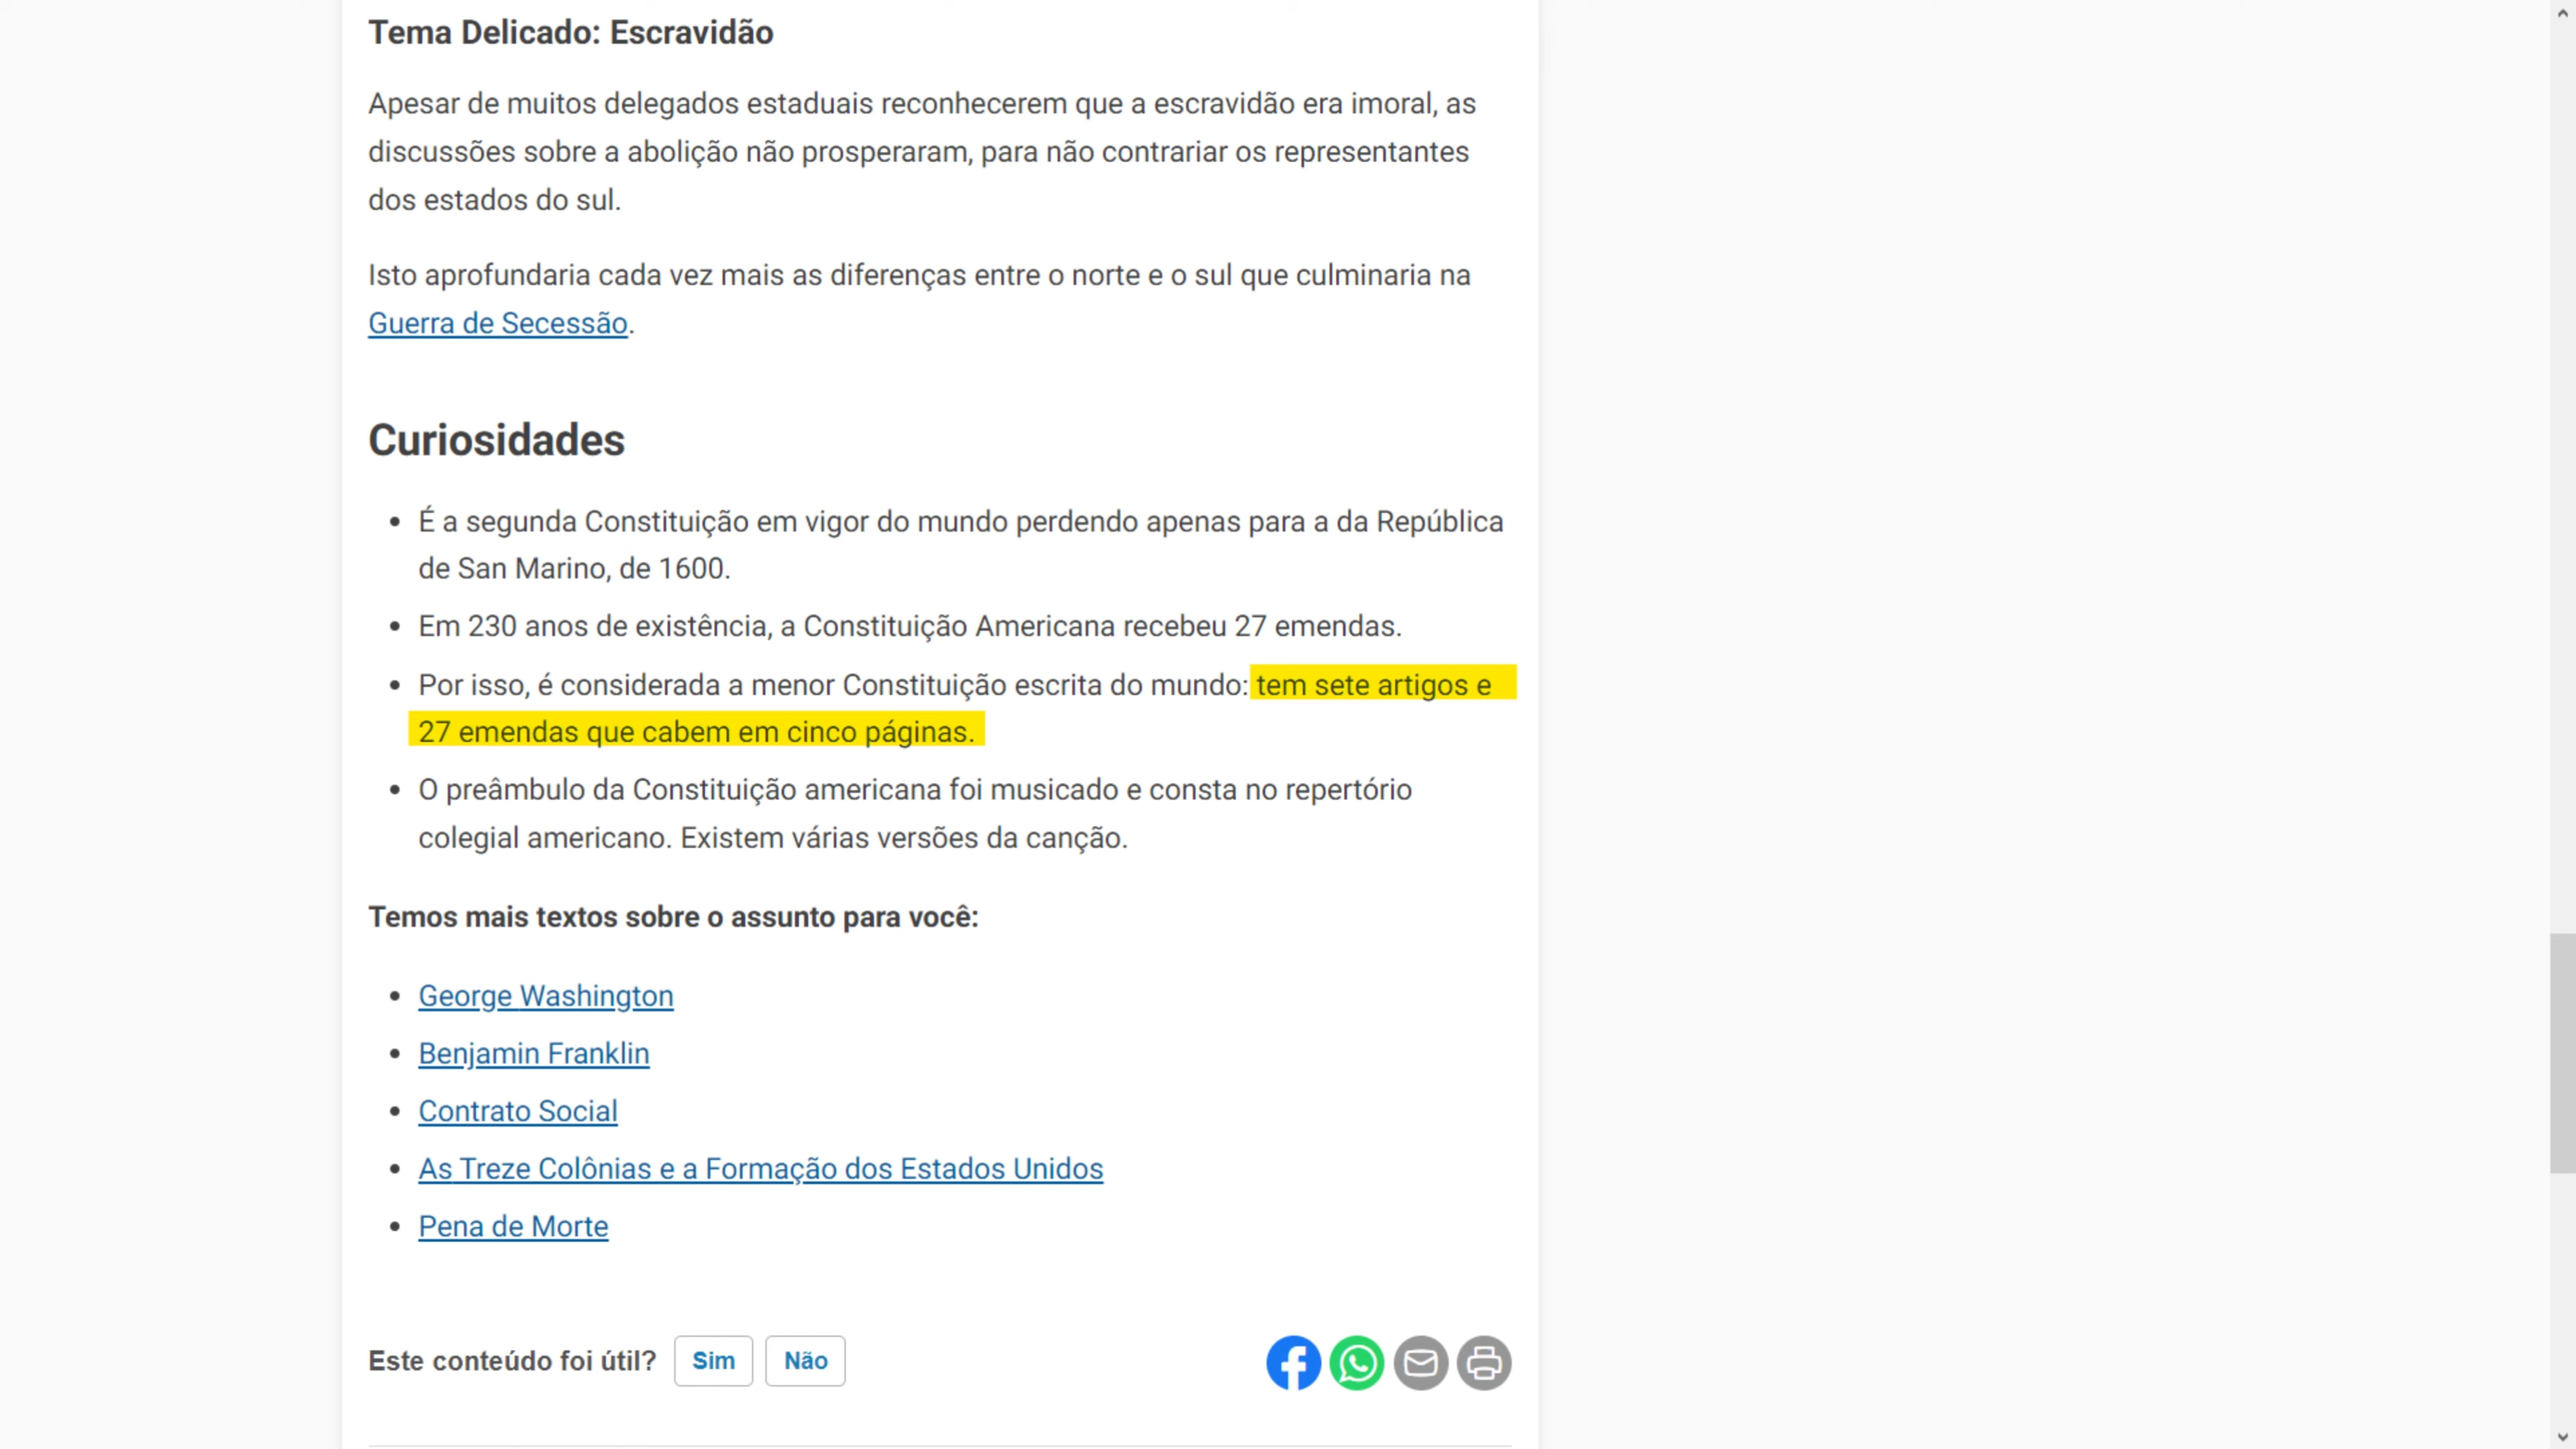 Tema Delicado: Escravidão
Apesar de muitos delegados estaduais reconhecerem que a escravidão era imoral, as
discussões sobre a abolição não prosperaram, para não contrariar os representantes
dos estados do sul.
Isto aprofundaria cada vez mais as diferenças entre o norte e o sul que culminaria na
Guerra de Secessão.
Curiosidades
• É a segunda Constituição em vigor do mundo perdendo apenas para a da República
de San Marino, de 1600.
• Em 230 anos de existência, a Constituição Americana recebeu 27 emendas.
• Por isso, é considerada a menor Constituição escrita do mundo: tem sete artigos e
27 emendas que cabem em cinco páginas.
• O preâmbulo da Constituição americana foi musicado e consta no repertório
colegial americano. Existem várias versões da canção.
Temos mais textos sobre o assunto para você:
• George Washington
• Benjamin Franklin
• Contrato Social
• As Treze Colônias e a Formação dos Estados Unidos
• Pena de Morte
Este conteúdo foi útil? Sim Não